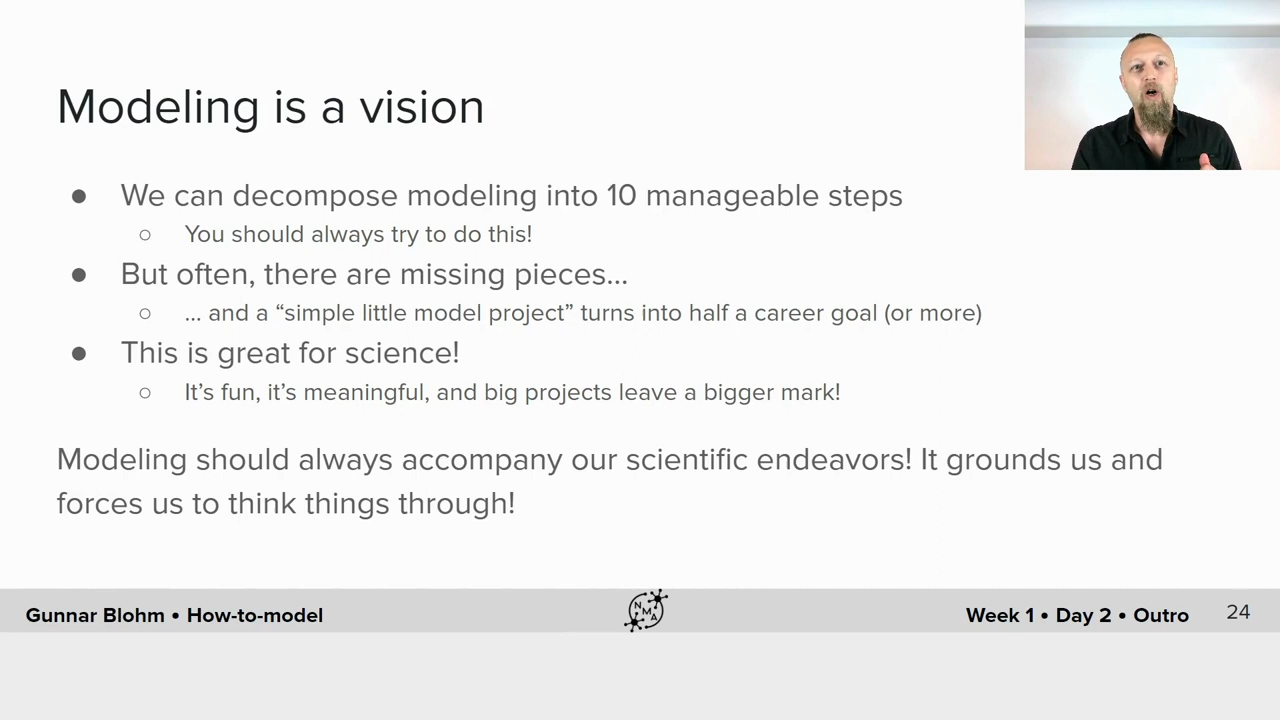 Modeling is a vision
● We can decompose modeling into 10 manageable steps
○ You should always try to do this!
● But often, there are missing pieces...
○ ... and a “simple little model project” turns into half a career goal (or more)
● This is great for science!
○ It’s fun, it’s meaningful, and big projects leave a bigger mark!
Modeling should always accompany our scientific endeavors! It grounds us and
forces us to think things through!
Gunnar Blohm • How-to-model
NMA
Week 1 • Day 2 • Outro
24